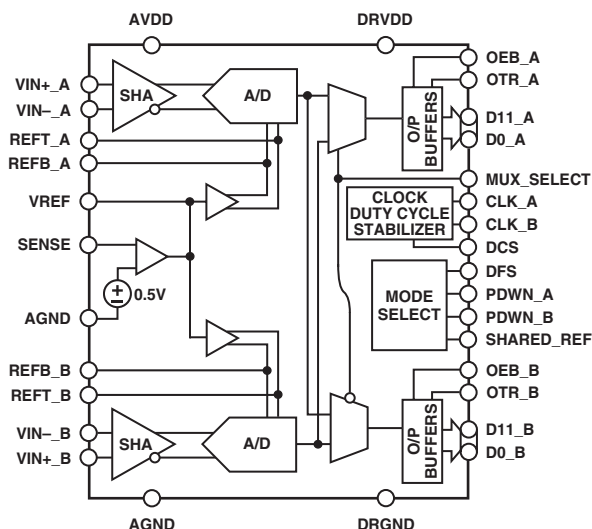 AVDD
DRVDD
VIN+_A
VIN–_A
REFT_A
REFB_A
VREF
SENSE
AGND
REFB_B
REFT_B
VIN–_B
VIN+_B
SHA
A/D
0.5V
SHA
A/D
O/P
BUFFERS
CLOCK
DUTY CYCLE
STABILIZER
MODE
SELECT
O/P
BUFFERS
OEB_A
OTR_A
D11_A
D0_A
MUX_SELECT
CLK_A
CLK_B
DCS
DFS
PDWN_A
PDWN_B
SHARED_REF
OEB_B
OTR_B
D11_B
D0_B
AGND
DRGND